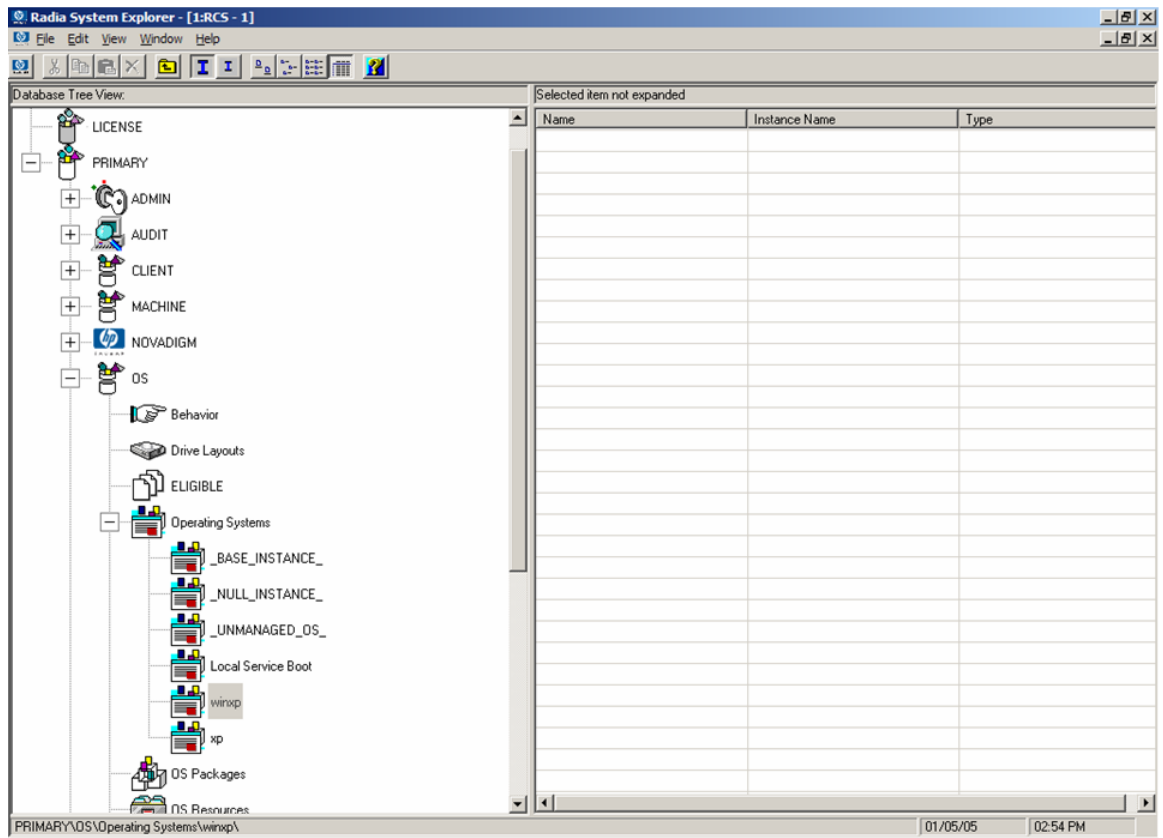 Radia System Explorer - [1:RCS - 1]
File Edit View Window Help
Database Tree View:
Selected item not expanded
Name Instance Name Type
LICENSE
PRIMARY
ADMIN
AUDIT
CLIENT
MACHINE
hp
NOVADIGM
OS
Behavior
Drive Layouts
ELIGIBLE
Operating Systems
_BASE_INSTANCE_
_NULL_INSTANCE_
_UNMANAGED_OS_
Local Service Boot
winxp
xp
OS Packages
OS Resources
PRIMARY\OS\Operating Systems\winxp\ 01/05/05 02:54 PM